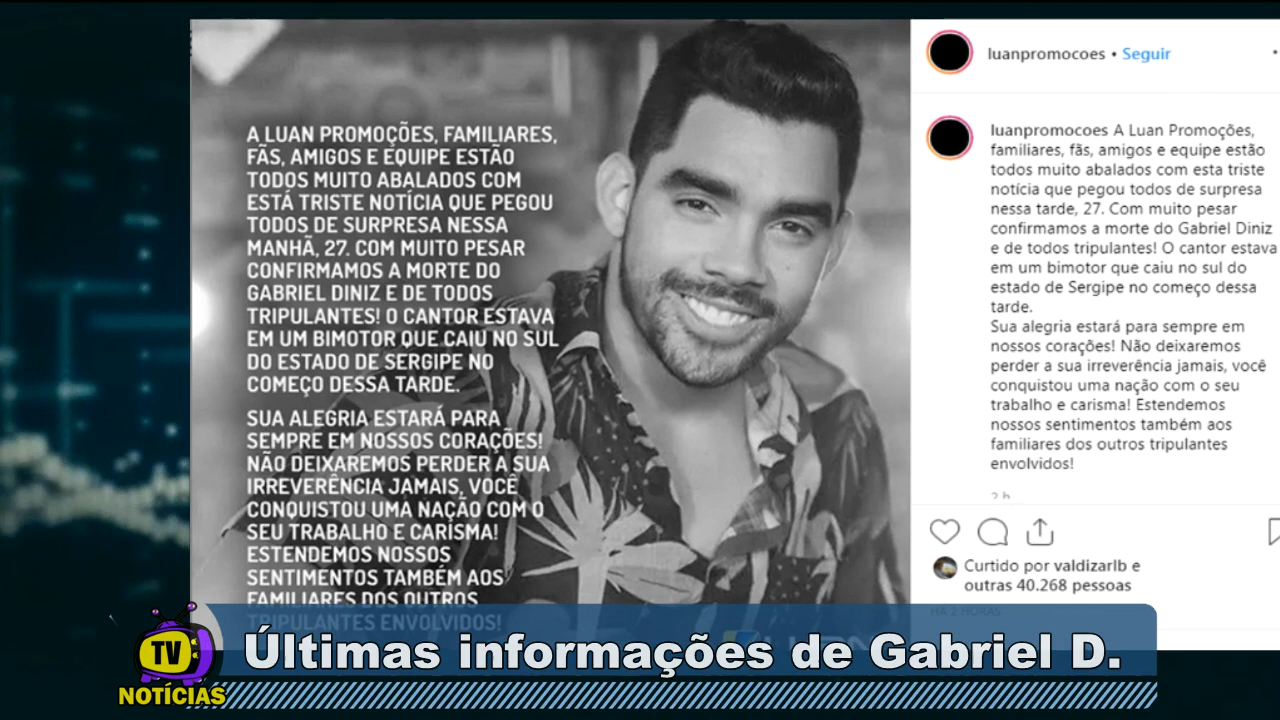 A LUAN PROMOÇÕES, FAMILIARES,
FÃS, AMIGOS E EQUIPE ESTÃO
TODOS MUITO ABALADOS COM
ESTÁ TRISTE NOTÍCIA QUE PEGOU
TODOS DE SURPRESA NESSA
MANHÃ, 27. COM MUITO PESAR
CONFIRMAMOS A MORTE DO
GABRIEL DINIZ E DE TODOS
TRIPULANTES! O CANTOR ESTAVA
EM UM BIMOTOR QUE CAIU NO SUL
DO ESTADO DE SERGIPE NO
COMEÇO DESSA TARDE.
SUA ALEGRIA ESTARÁ PARA
SEMPRE EM NOSSOS CORAÇÕES!
NÃO DEIXAREMOS PERDER A SUA
IRREVERÊNCIA JAMAIS, VOCÊ
CONQUISTOU UMA NAÇÃO COM O
SEU TRABALHO E CARISMA!
ESTENDEMOS NOSSOS
SENTIMENTOS TAMBÉM AOS
FAMILIARES DOS OUTROS
TRIPULANTES ENVOLVIDOS!
luanpromocoes • Seguir
luanpromocoes A Luan Promoções,
familiares, fãs, amigos e equipe estão
todos muito abalados com esta triste
notícia que pegou todos de surpresa
nessa tarde, 27. Com muito pesar
confirmamos a morte do Gabriel Diniz
e de todos tripulantes! O cantor estava
em um bimotor que caiu no sul do
estado de Sergipe no começo dessa
tarde.
Sua alegria estará para sempre em
nossos corações! Não deixaremos
perder a sua irreverência jamais, você
conquistou uma nação com o seu
trabalho e carisma! Estendemos
nossos sentimentos também aos
familiares dos outros tripulantes
envolvidos!
2 h
Curtido por valdizarlb e
outras 40.268 pessoas
HÁ 2 HORAS
TV
NOTÍCIAS
Últimas informações de Gabriel D.